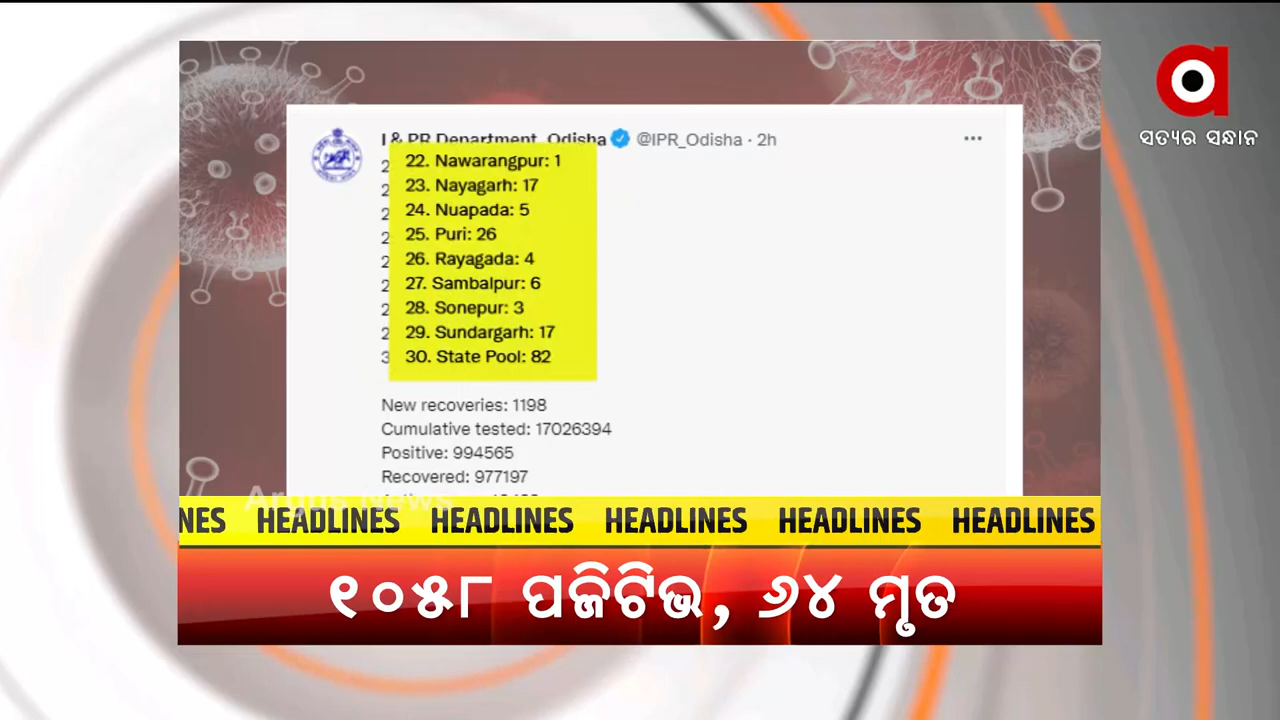 ସତ୍ୟର ସନ୍ଧାନ
I & PR Department, Odisha @IPR_Odisha · 2h
22. Nawarangpur: 1
23. Nayagarh: 17
24. Nuapada: 5
25. Puri: 26
26. Rayagada: 4
27. Sambalpur: 6
28. Sonepur: 3
29. Sundargarh: 17
30. State Pool: 82
New recoveries: 1198
Cumulative tested: 17026394
Positive: 994565
Recovered: 977197
Argus News
NES HEADLINES HEADLINES HEADLINES HEADLINES HEADLINES
୧୦୫୮ ପଜିଟିଭ, ୬୪ ମୃତ